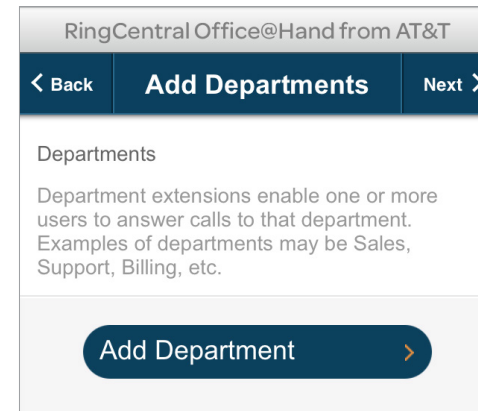 RingCentral Office@Hand from AT&T
Back
Add Departments
Next
Departments
Department extensions enable one or more
users to answer calls to that department.
Examples of departments may be Sales,
Support, Billing, etc.
Add Department